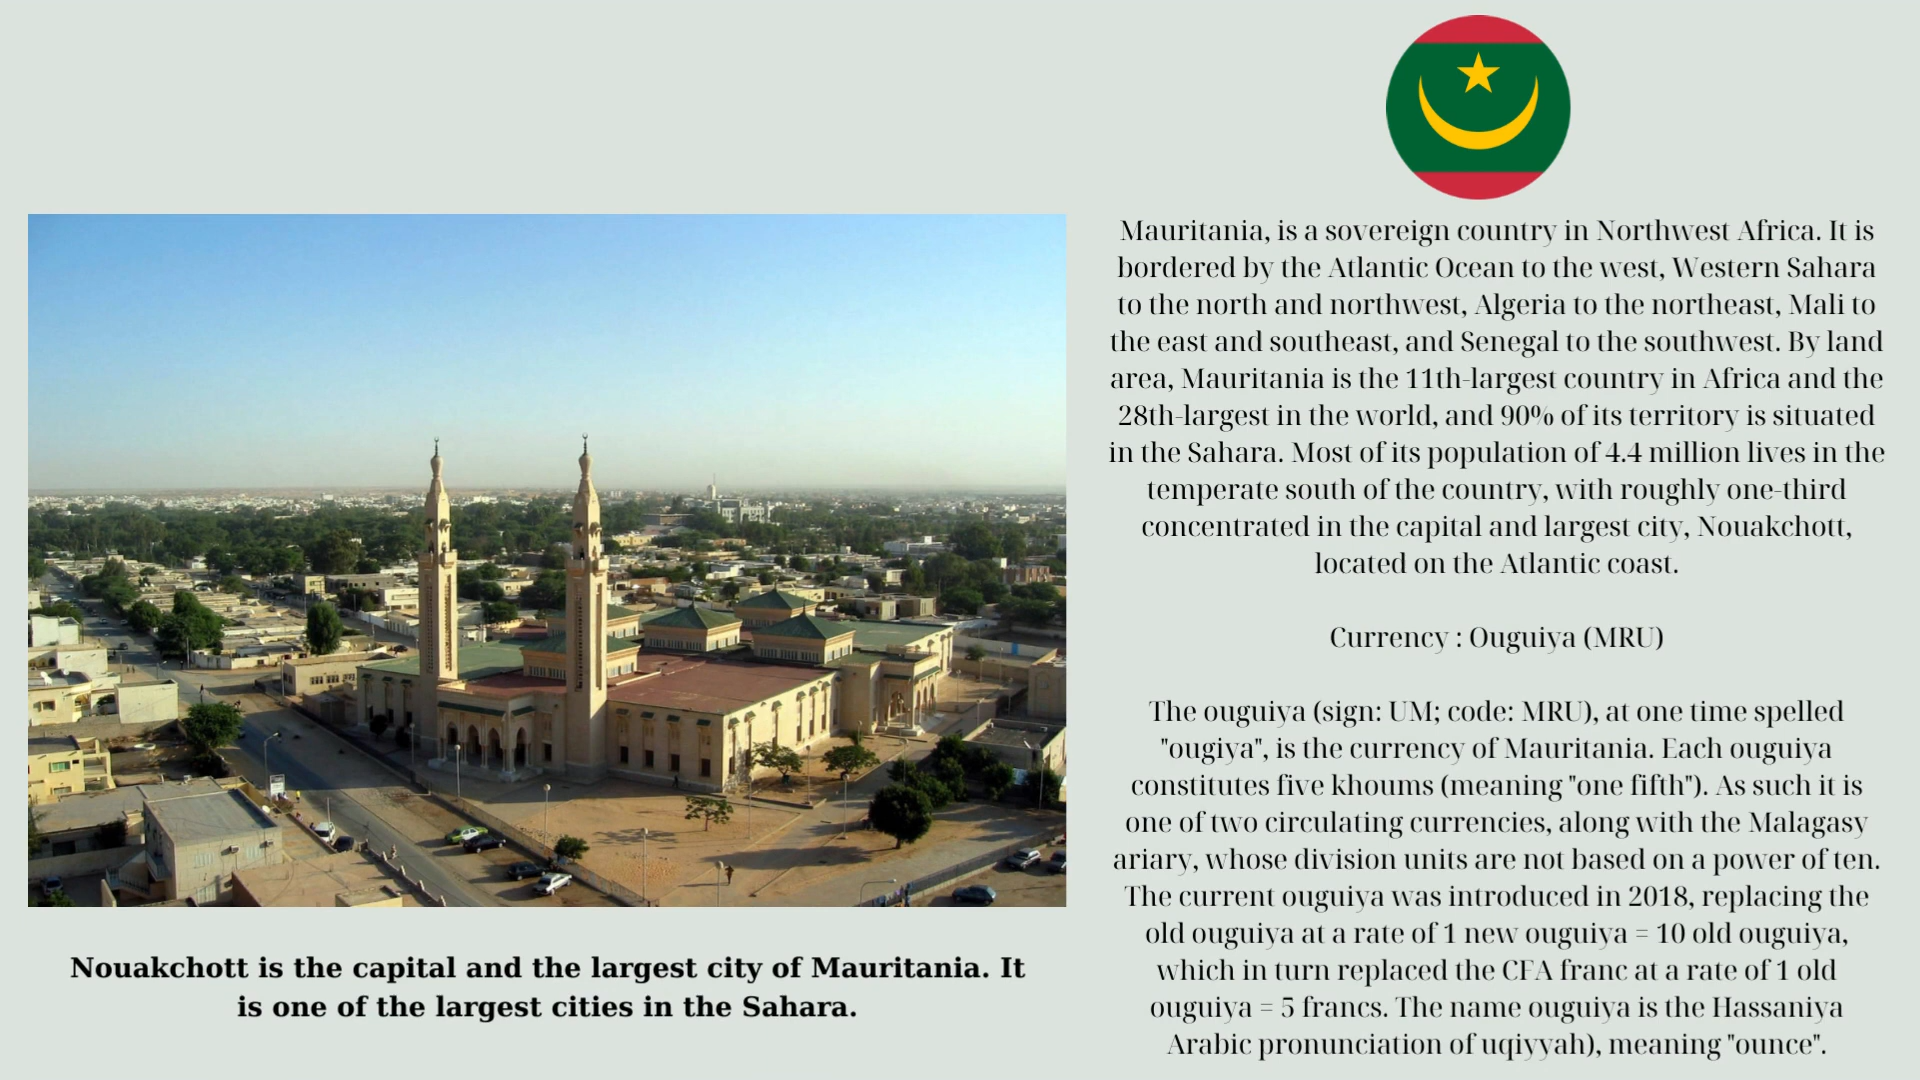 Mauritania, is a sovereign country in Northwest Africa. It is
bordered by the Atlantic Ocean to the west, Western Sahara
to the north and northwest, Algeria to the northeast, Mali to
the east and southeast, and Senegal to the southwest. By land
area, Mauritania is the 11th-largest country in Africa and the
28th-largest in the world, and 90% of its territory is situated
in the Sahara. Most of its population of 4.4 million lives in the
temperate south of the country, with roughly one-third
concentrated in the capital and largest city, Nouakchott,
located on the Atlantic coast.
Currency : Ouguiya (MRU)
The ouguiya (sign: UM; code: MRU), at one time spelled
"ougiya", is the currency of Mauritania. Each ouguiya
constitutes five khoums (meaning "one fifth"). As such it is
one of two circulating currencies, along with the Malagasy
ariary, whose division units are not based on a power of ten.
The current ouguiya was introduced in 2018, replacing the
old ouguiya at a rate of 1 new ouguiya = 10 old ouguiya,
which in turn replaced the CFA franc at a rate of 1 old
ouguiya = 5 francs. The name ouguiya is the Hassaniya
Arabic pronunciation of uqiyyah), meaning "ounce".
Nouakchott is the capital and the largest city of Mauritania. It
is one of the largest cities in the Sahara.